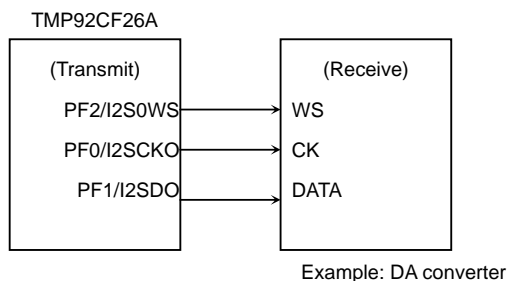 TMP92CF26A
(Transmit)
(Receive)
PF2/I2S0WS
WS
PF0/I2SCKO
CK
PF1/I2SDO
DATA
Example: DA converter